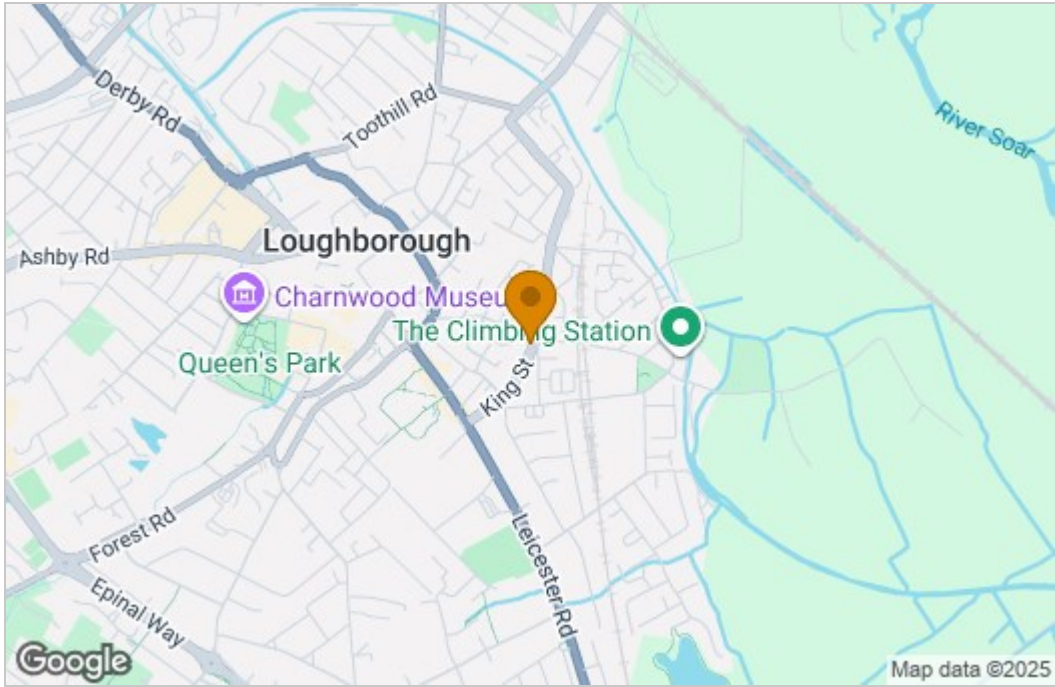 Derby Rd
Toothill Rd
River Soar
Ashby Rd
Loughborough
Charnwood Museu
The Climbing Station
Queen's Park
King St
Forest Rd
Leicester Rd
Epinal Way
Google
Map data ©2025